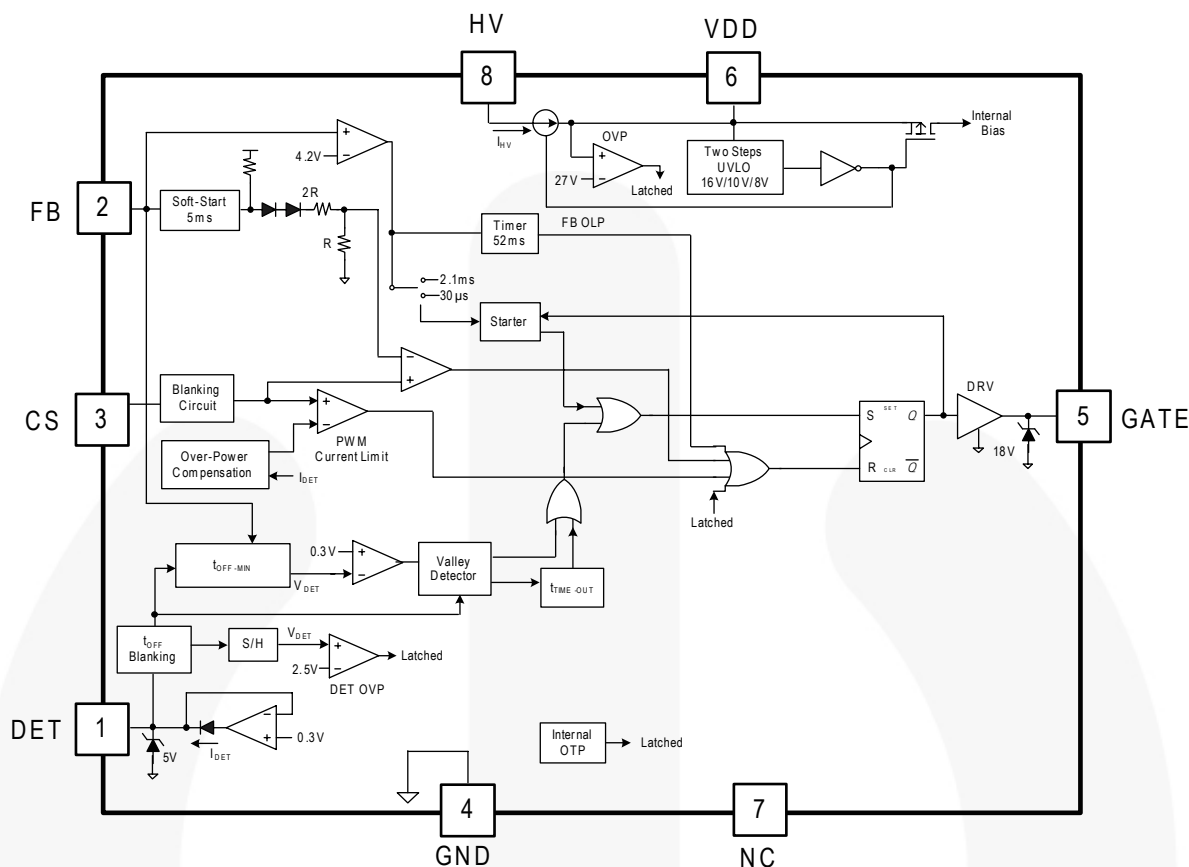 HV
VDD
8
6
I HV
OVP
27V
Latched
Two Steps
UVLO
16V/10V/8V
Internal
Bias
4.2V
FB
2
Soft-Start
5ms
2R
R
Timer
52ms
FB OLP
2.1ms
30µs
Starter
CS
3
Blanking
Circuit
PWM
Current Limit
Over-Power
Compensation
I DET
S SET Q
R CLR Q
DRV
18V
5
GATE
Latched
tOFF-MIN
VDET
0.3V
Valley
Detector
tTIME-OUT
tOFF
Blanking
S/H
VDET
2.5V
DET OVP
Latched
DET
1
5V
IDET
0.3V
Internal
OTP
Latched
4
GND
7
NC